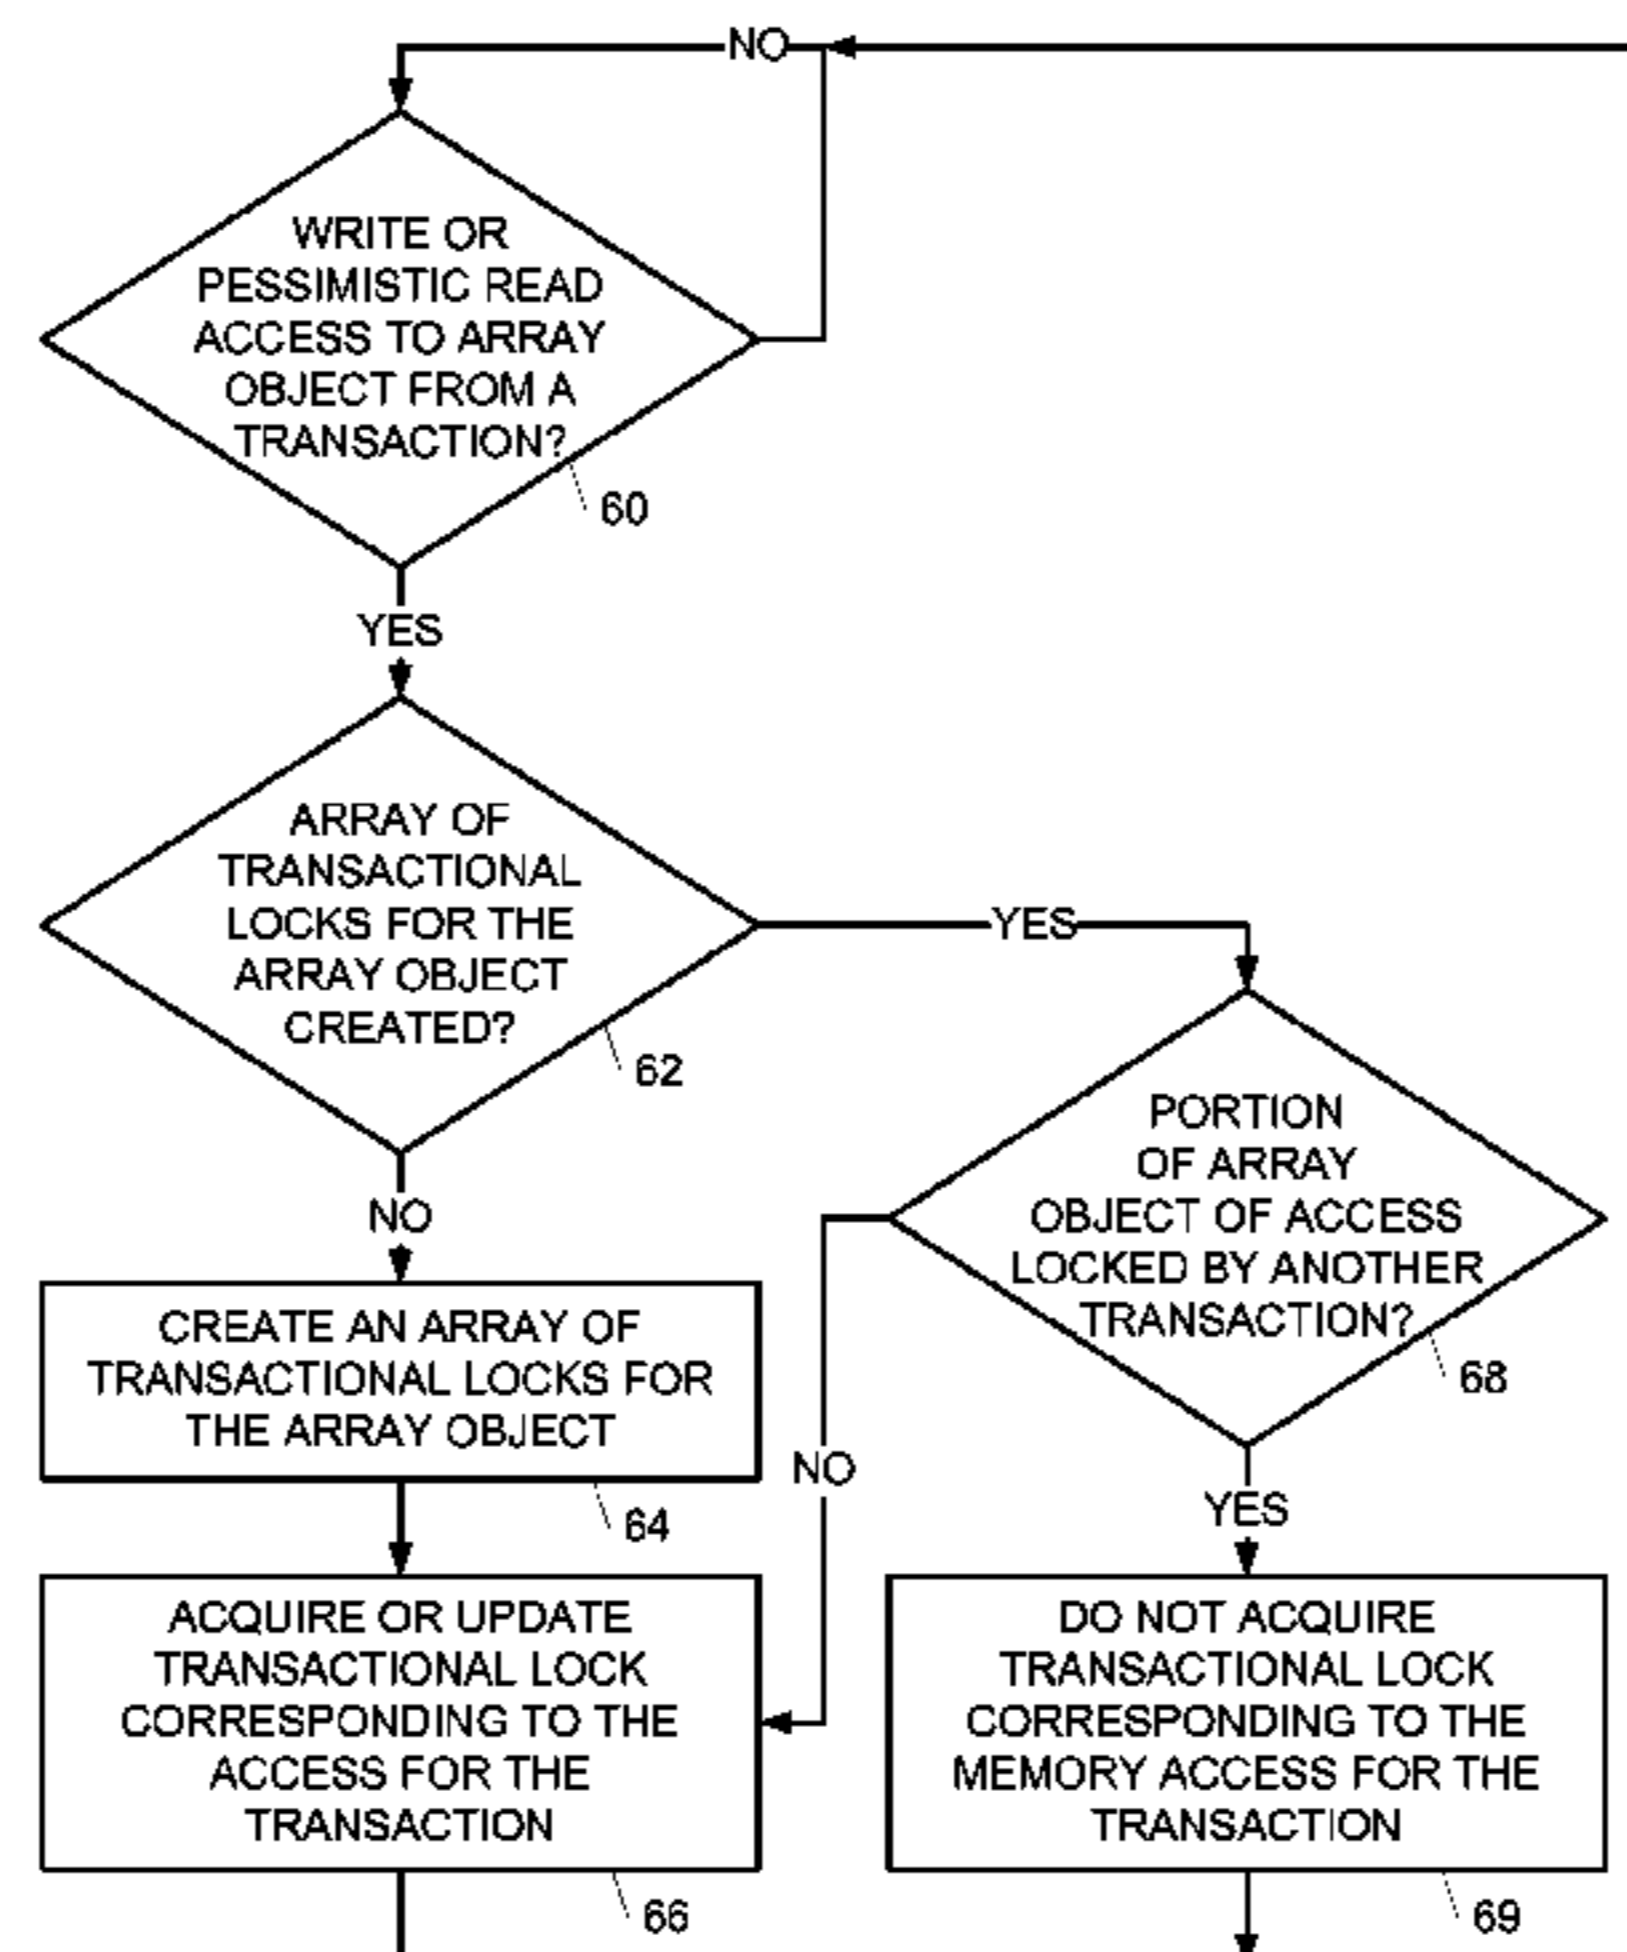 NO
WRITE OR
PESSIMISTIC READ
ACCESS TO ARRAY
OBJECT FROM A
TRANSACTION?
60
YES
ARRAY OF
TRANSACTIONAL
LOCKS FOR THE
ARRAY OBJECT
CREATED?
62
YES
PORTION
OF ARRAY
OBJECT OF ACCESS
LOCKED BY ANOTHER
TRANSACTION?
68
NO
CREATE AN ARRAY OF
TRANSACTIONAL LOCKS FOR
THE ARRAY OBJECT
64
NO
YES
ACQUIRE OR UPDATE
TRANSACTIONAL LOCK
CORRESPONDING TO THE
ACCESS FOR THE
TRANSACTION
66
DO NOT ACQUIRE
TRANSACTIONAL LOCK
CORRESPONDING TO THE
MEMORY ACCESS FOR THE
TRANSACTION
69